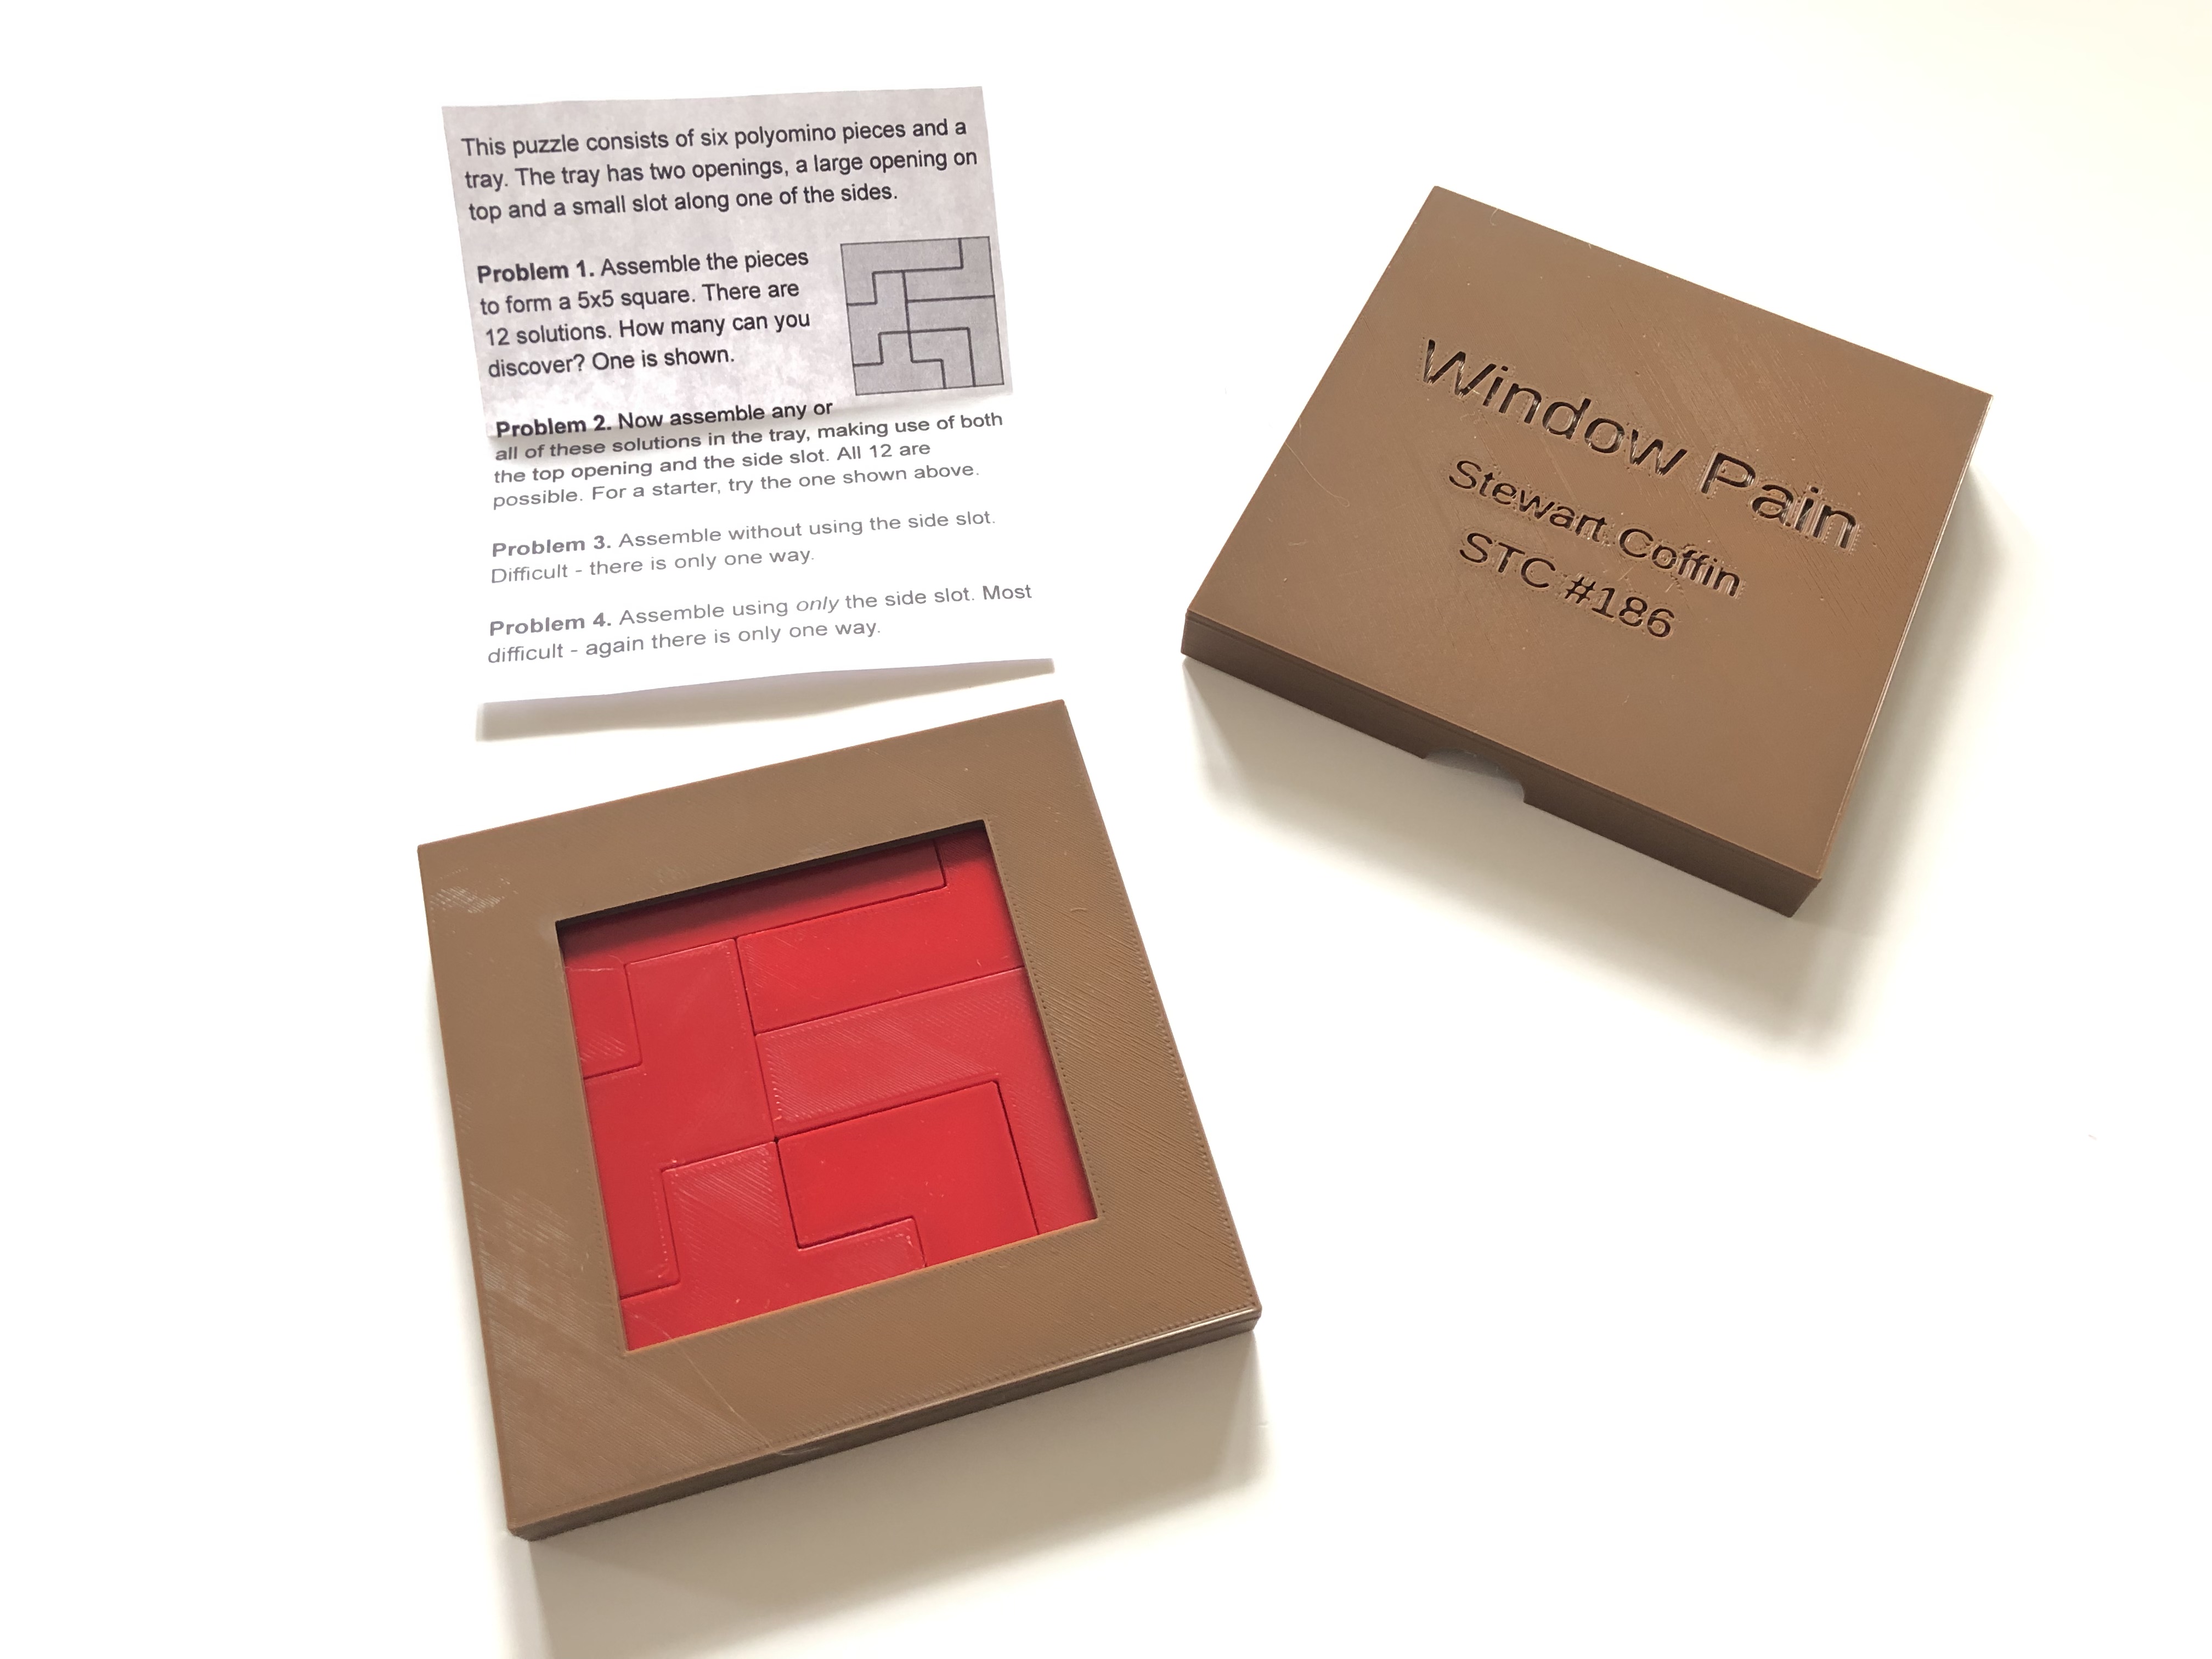 This puzzle consists of six polyomino pieces and a
tray. The tray has two openings, a large opening on
top and a small slot along one of the sides.
Problem 1. Assemble the pieces
to form a 5x5 square. There are
12 solutions. How many can you
discover? One is shown.
Problem 2. Now assemble any or
all of these solutions in the tray, making use of both
the top opening and the side slot. All 12 are
possible. For a starter, try the one shown above.
Problem 3. Assemble without using the side slot.
Difficult - there is only one way.
Problem 4. Assemble using only the side slot. Most
difficult - again there is only one way.
Window Pain
Stewart Coffin
STC #186